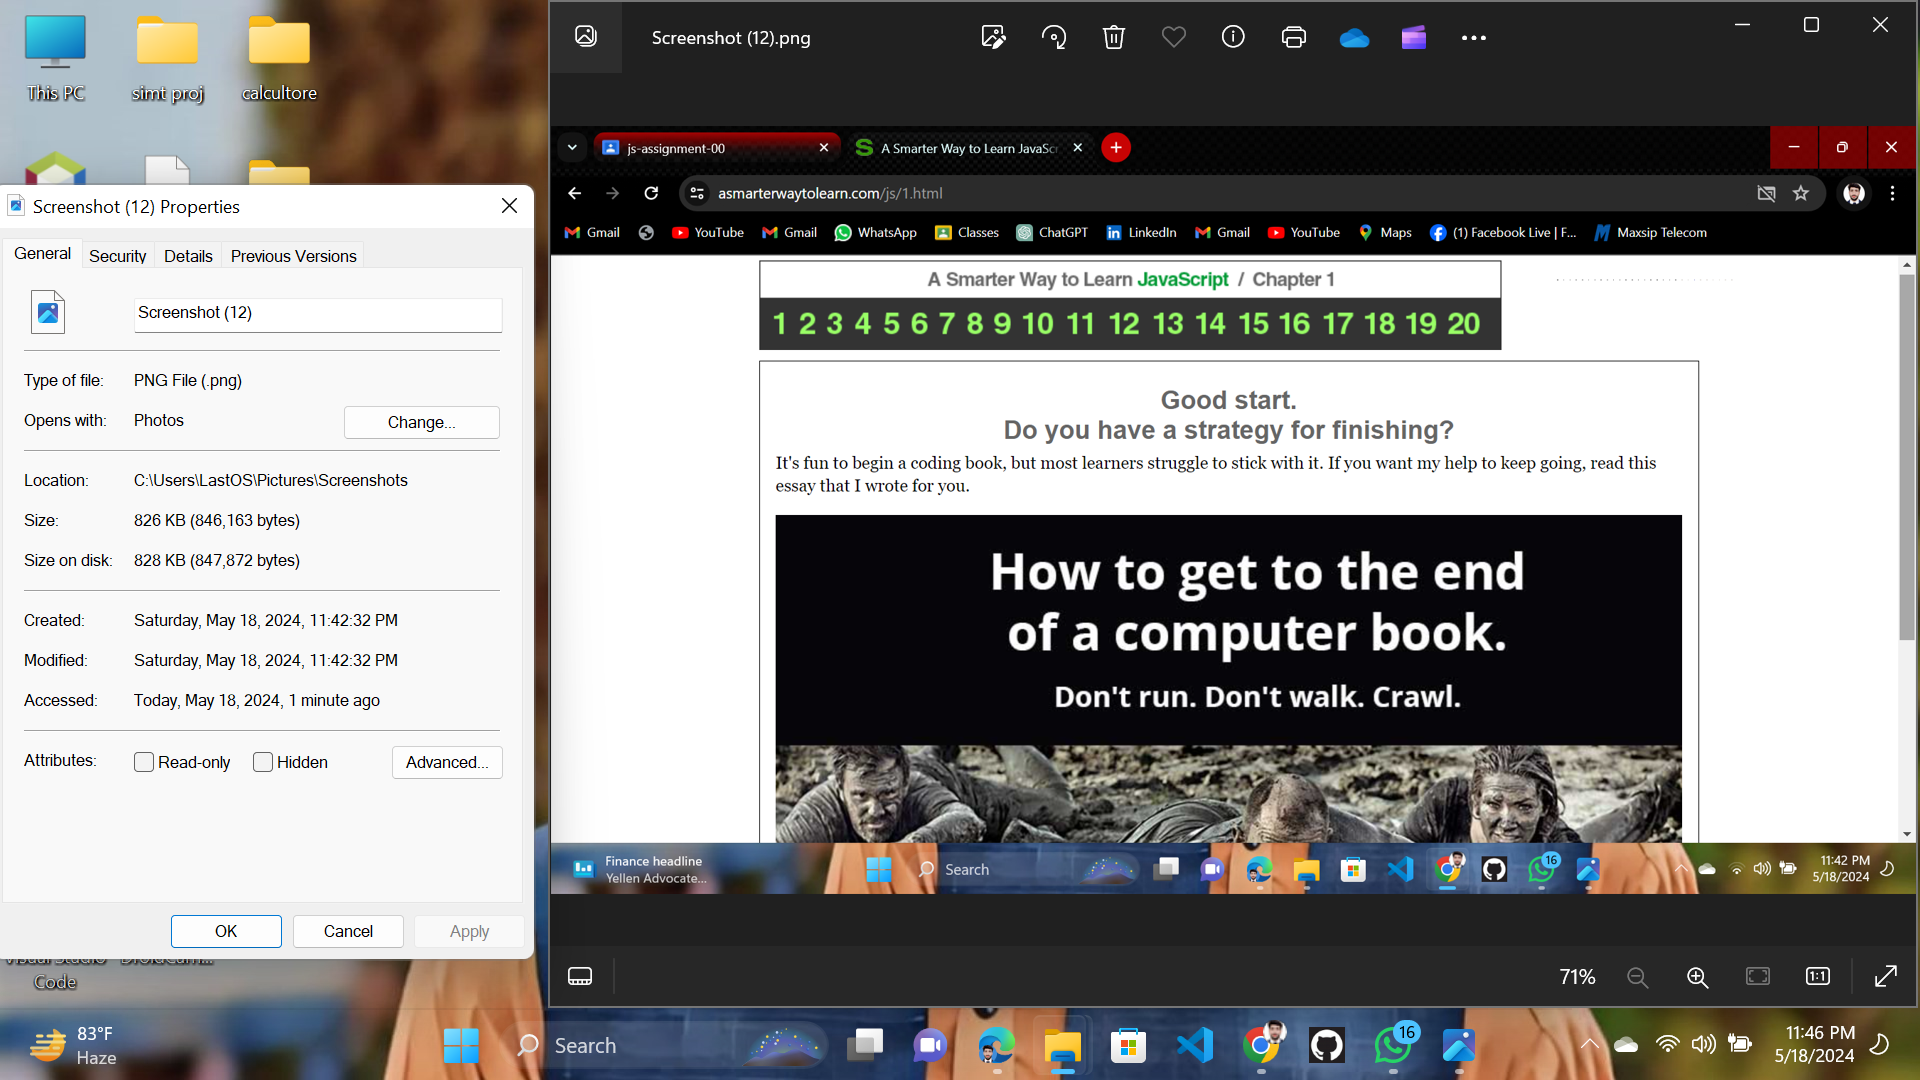 This PC
simt proj
calcultore
Screenshot (12) Properties
General
Security
Details
Previous Versions
Screenshot (12)
Type of file:
PNG File (.png)
Opens with:
Photos
Change...
Location:
C:\Users\LastOS\Pictures\Screenshots
Size:
826 KB (846,163 bytes)
Size on disk:
828 KB (847,872 bytes)
Created:
Saturday, May 18, 2024, 11:42:32 PM
Modified:
Saturday, May 18, 2024, 11:42:32 PM
Accessed:
Today, May 18, 2024, 1 minute ago
Attributes:
Read-only
Hidden
Advanced...
OK
Cancel
Apply
Code
Screenshot (12).png
js-assignment-00
A Smarter Way to Learn JavaSc
asmarterwaytolearn.com/js/1.html
Gmail
YouTube
Gmail
WhatsApp
Classes
ChatGPT
LinkedIn
Gmail
YouTube
Maps
(1) Facebook Live | F...
Maxsip Telecom
A Smarter Way to Learn JavaScript / Chapter 1
1 2 3 4 5 6 7 8 9 10 11 12 13 14 15 16 17 18 19 20
Good start.
Do you have a strategy for finishing?
It's fun to begin a coding book, but most learners struggle to stick with it. If you want my help to keep going, read this
essay that I wrote for you.
How to get to the end
of a computer book.
Don't run. Don't walk. Crawl.
Finance headline
Yellen Advocate...
Search
16
11:42 PM
5/18/2024
71%
1:1
83°F
Haze
Search
16
11:46 PM
5/18/2024